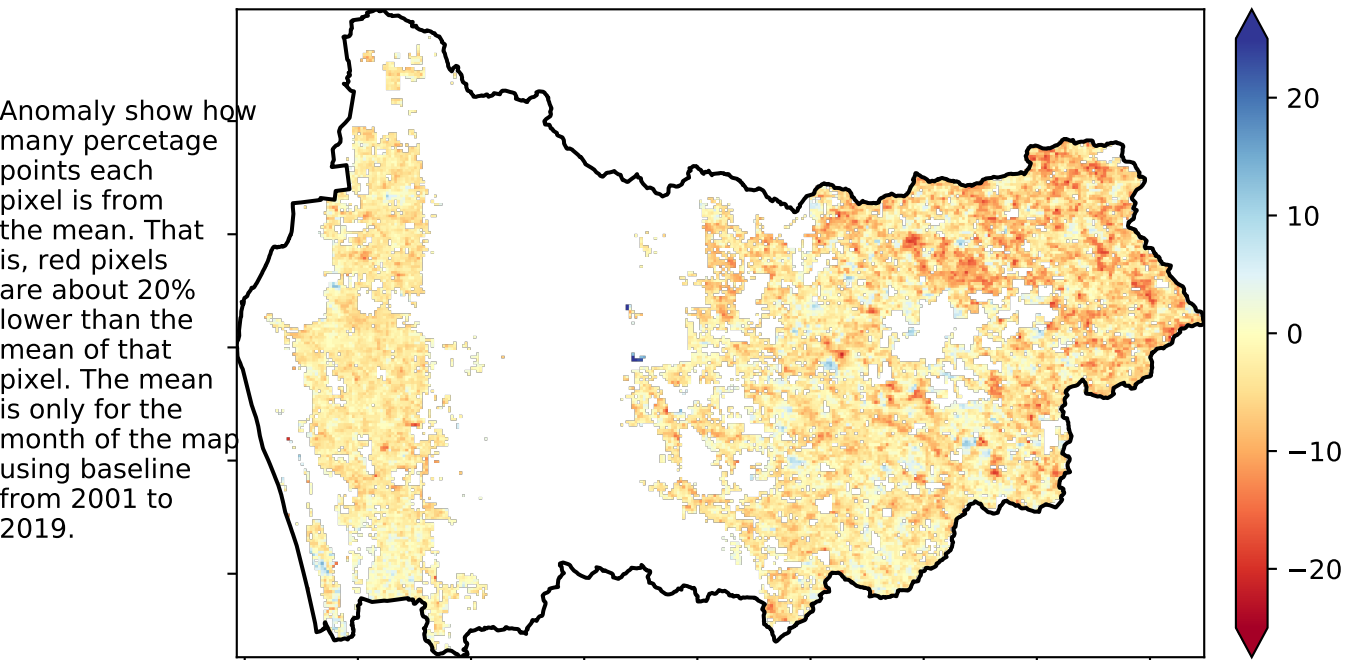 Anomaly show how
many percetage
points each
pixel is from
the mean. That
is, red pixels
are about 20%
lower than the
mean of that
pixel. The mean
is only for the
month of the map
using baseline
from 2001 to
2019.
20
10
0
−10
−20